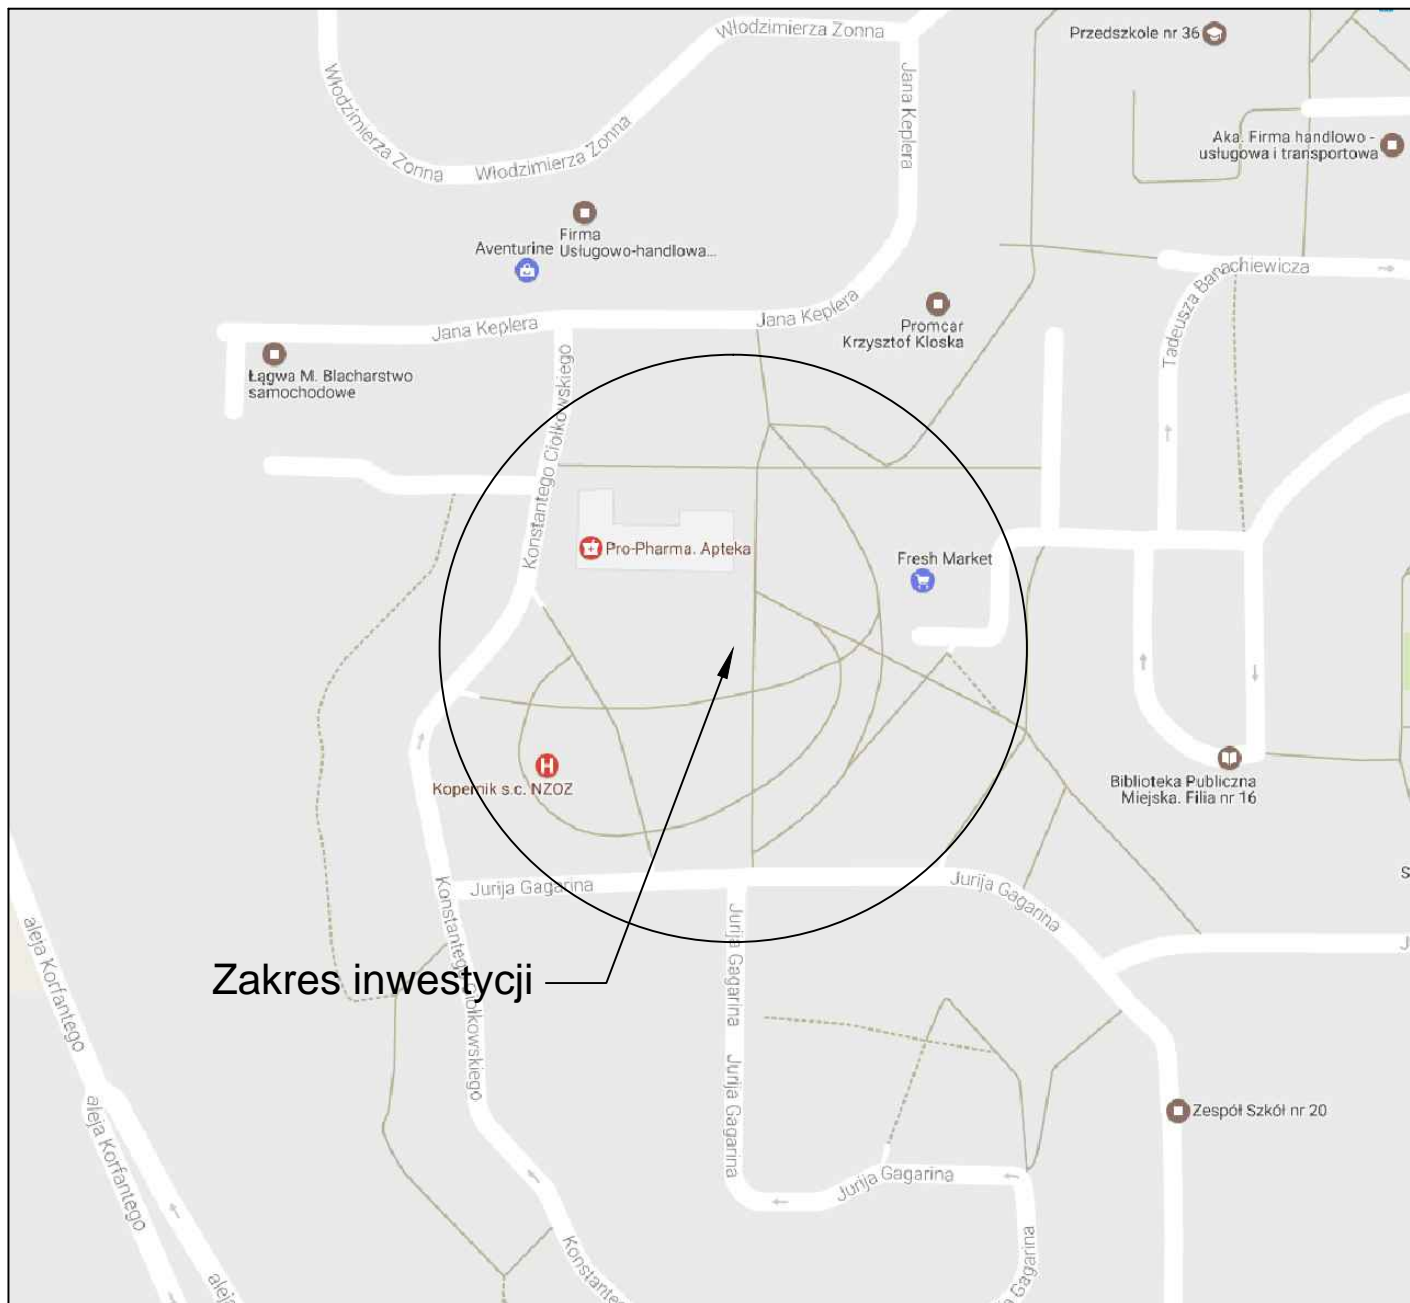 Włodzimierza Zonna
Przedszkole nr 36
Włodzimierza Zonna
Jana Keplera
Włodzimierza Zonna
Aka. Firma handlowo -
usługowa i transportowa
Firma
Usługowo-handlowa...
Aventurine
Tadeusza Banachiewicza
Jana Keplera
Jana Keplera
Promcar
Krzysztof Kloska
Łągwa M. Blacharstwo
samochodowe
Konstantego Ciołkowskiego
Pro-Pharma. Apteka
Fresh Market
Kopernik s.c. NZOZ
Biblioteka Publiczna
Miejska. Filia nr 16
S
Jurija Gagarina
Jurija Gagarina
Konstantego Ciołkowskiego
Jurija Gagarina
aleja Korfantego
J
Zakres inwestycji
Jurija Gagarina
aleja Korfantego
Zespół Szkół nr 20
Jurija Gagarina
Konstante
Gagarina
alej